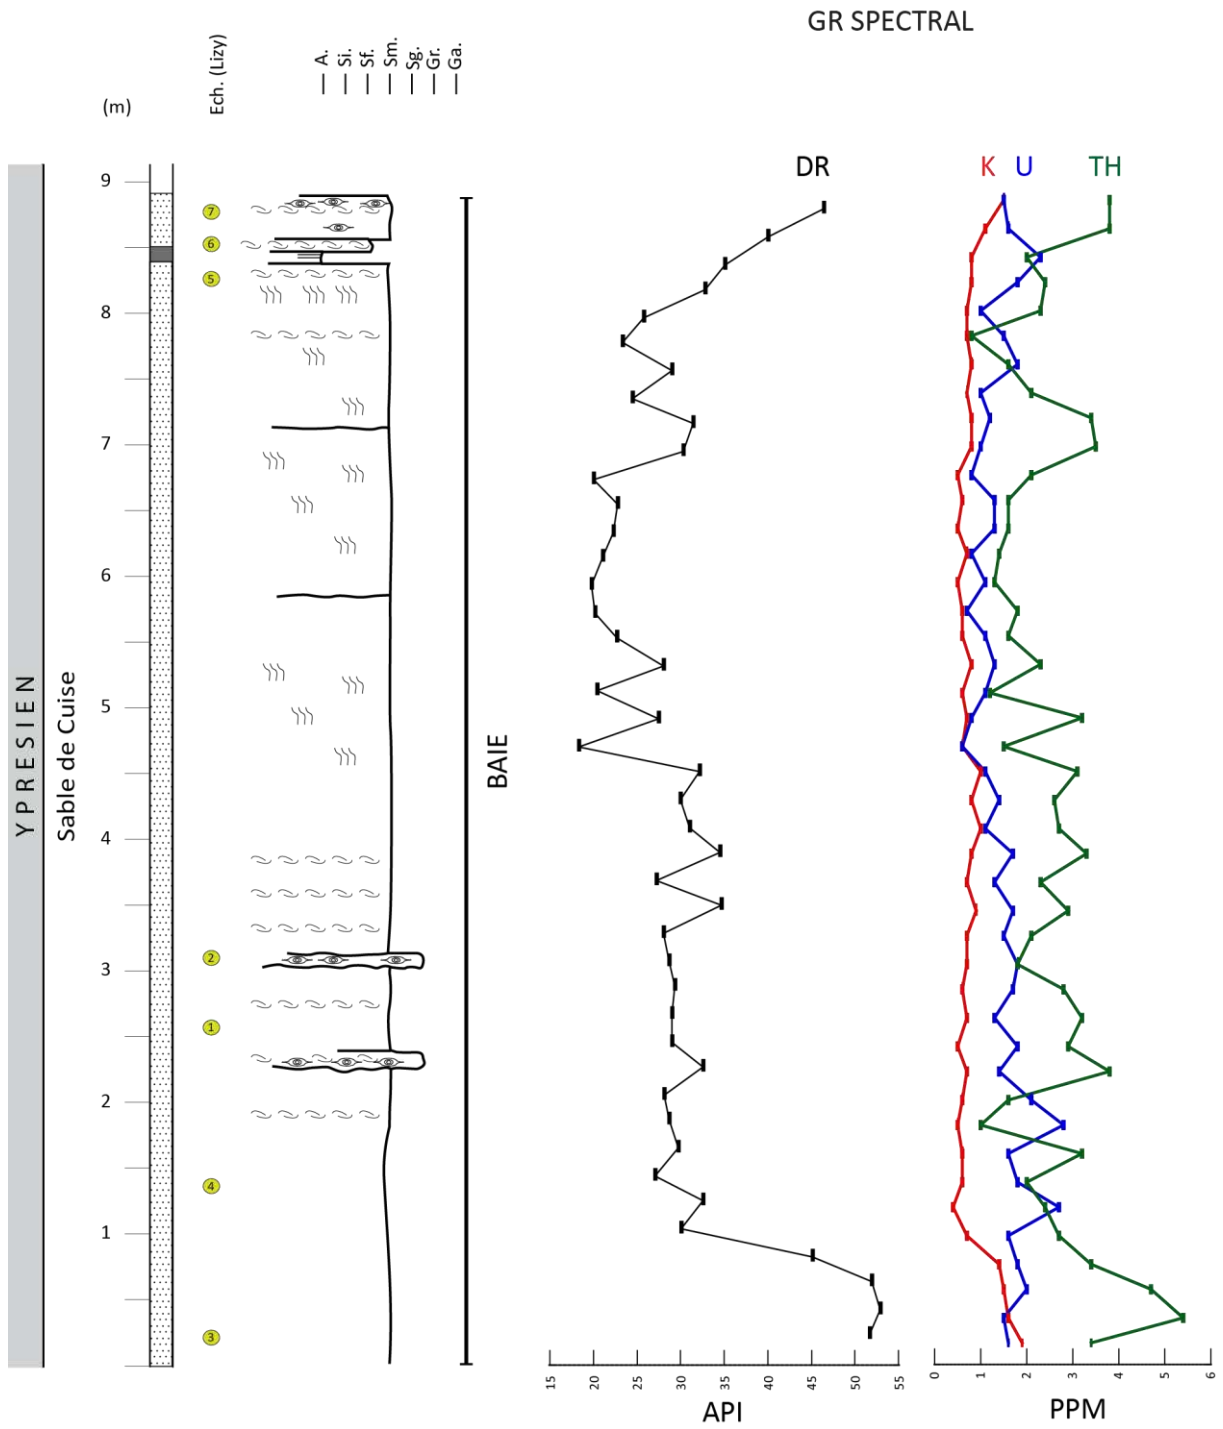 GR SPECTRAL
Ech. (Lizy)
A.
Si.
Sf.
Sm.
Sg.
Gr.
Ga.
(m)
DR
K U TH
9
8
7
6
5
4
3
2
1
YPRESIEN
Sable de Cuise
7
6
5
2
1
4
3
BAIE
15 20 25 30 35 40 45 50 55
API
0 1 2 3 4 5 6
PPM